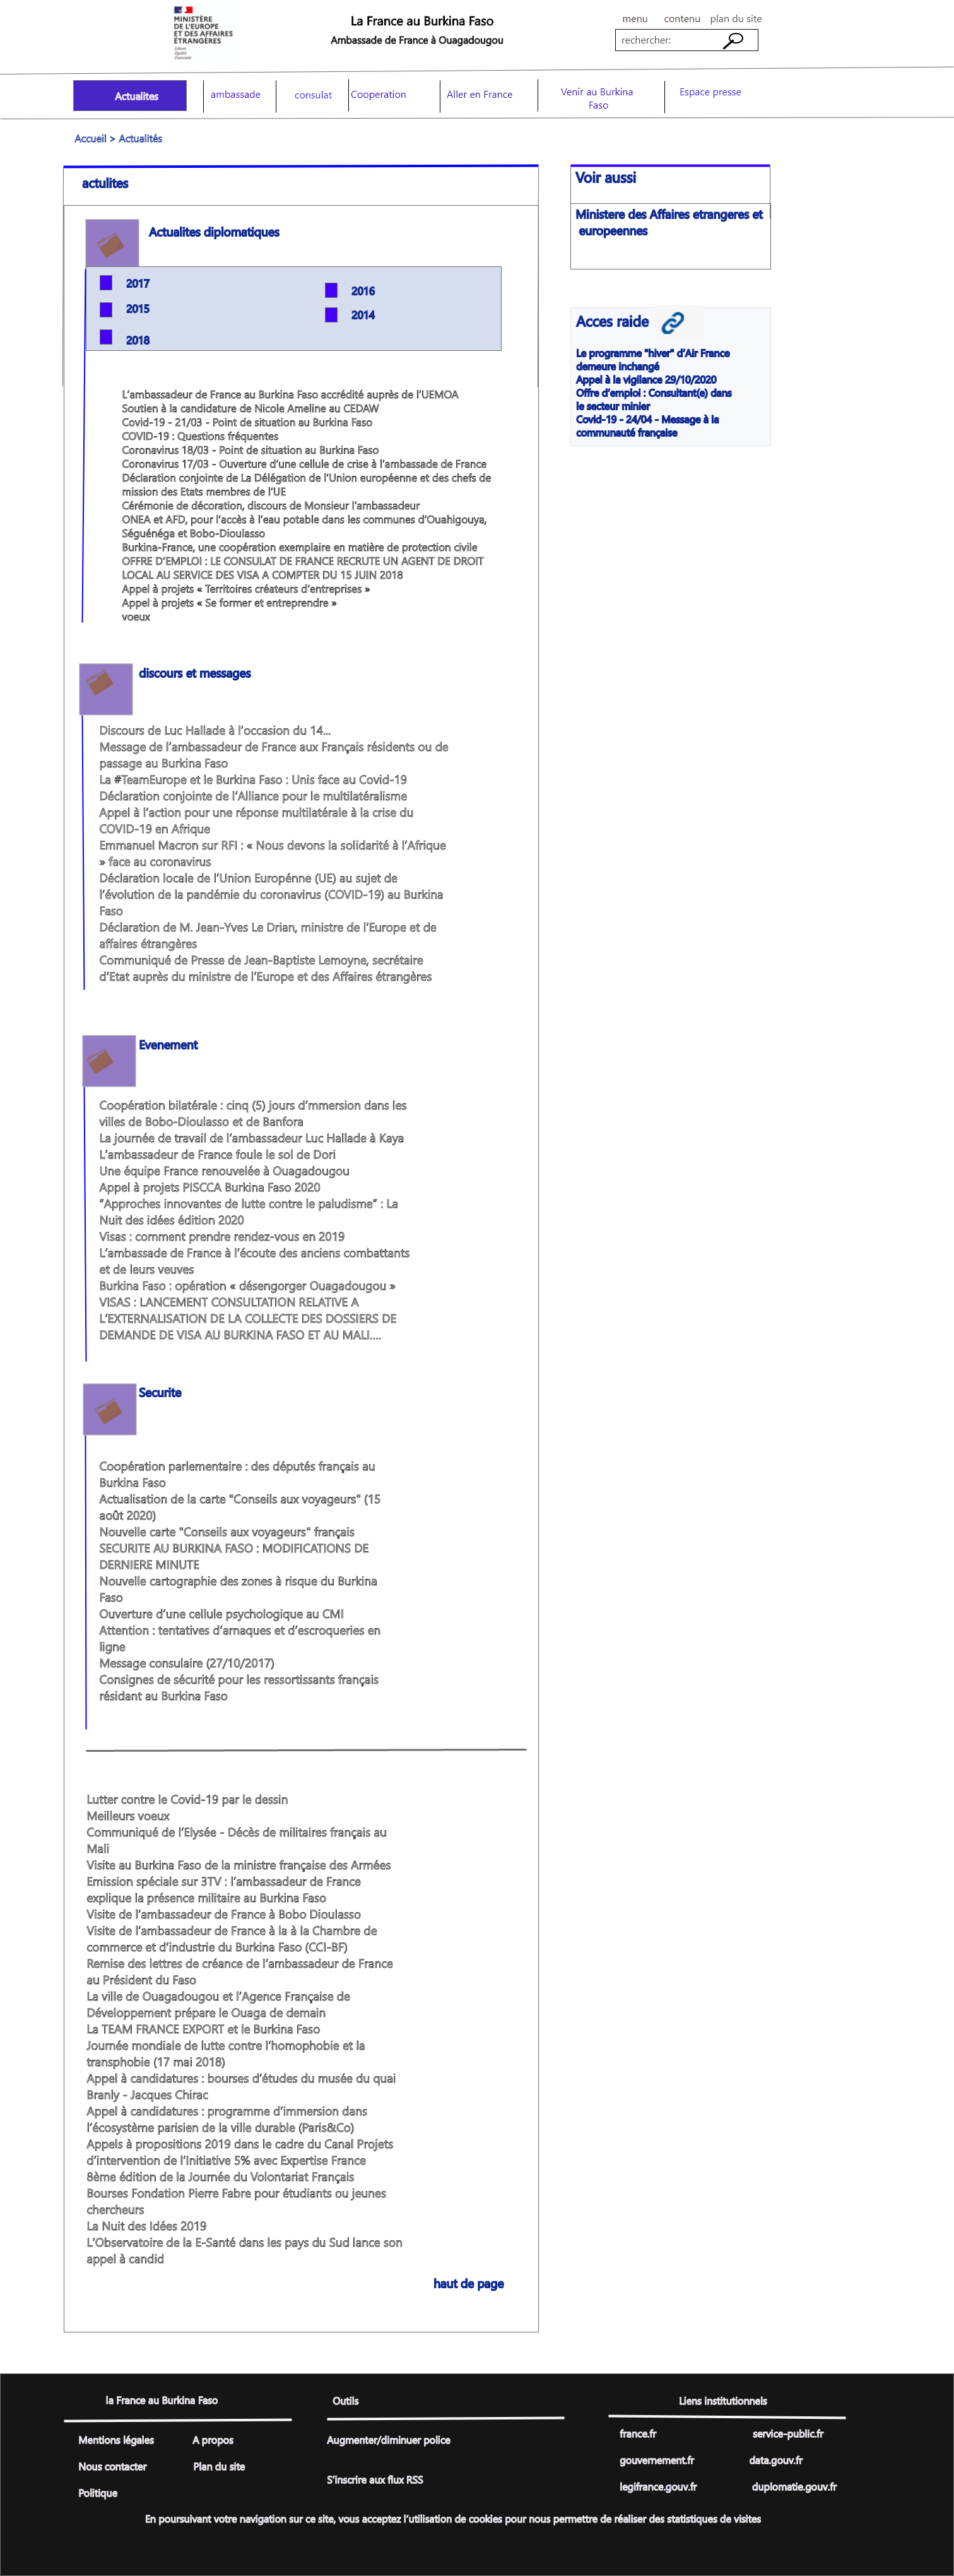 MINISTÈRE
DE L'EUROPE
ET DES AFFAIRES
ÉTRANGÈRES
Liberté
Égalité
Fraternité
La France au Burkina Faso
Ambassade de France à Ouagadougou
menu contenu plan du site
rechercher:
Actualites
ambassade
consulat
Cooperation
Aller en France
Venir au Burkina
Faso
Espace presse
Accueil > Actualités
actulites
Actualites diplomatiques
2017
2016
2015
2014
2018
L'ambassadeur de France au Burkina Faso accrédité auprès de l'UEMOA
Soutien à la candidature de Nicole Ameline au CEDAW
Covid-19 - 21/03 - Point de situation au Burkina Faso
COVID-19 : Questions fréquentes
Coronavirus 18/03 - Point de situation au Burkina Faso
Coronavirus 17/03 - Ouverture d'une cellule de crise à l'ambassade de France
Déclaration conjointe de La Délégation de l'Union européenne et des chefs de
mission des Etats membres de l'UE
Cérémonie de décoration, discours de Monsieur l'ambassadeur
ONEA et AFD, pour l'accès à l'eau potable dans les communes d'Ouahigouya,
Séguénéga et Bobo-Dioulasso
Burkina-France, une coopération exemplaire en matière de protection civile
OFFRE D'EMPLOI : LE CONSULAT DE FRANCE RECRUTE UN AGENT DE DROIT
LOCAL AU SERVICE DES VISA A COMPTER DU 15 JUIN 2018
Appel à projets « Territoires créateurs d'entreprises »
Appel à projets « Se former et entreprendre »
voeux
discours et messages
Discours de Luc Hallade à l'occasion du 14...
Message de l'ambassadeur de France aux Français résidents ou de
passage au Burkina Faso
La #TeamEurope et le Burkina Faso : Unis face au Covid-19
Déclaration conjointe de l'Alliance pour le multilatéralisme
Appel à l'action pour une réponse multilatérale à la crise du
COVID-19 en Afrique
Emmanuel Macron sur RFI : « Nous devons la solidarité à l'Afrique
» face au coronavirus
Déclaration locale de l'Union Europénne (UE) au sujet de
l'évolution de la pandémie du coronavirus (COVID-19) au Burkina
Faso
Déclaration de M. Jean-Yves Le Drian, ministre de l'Europe et de
affaires étrangères
Communiqué de Presse de Jean-Baptiste Lemoyne, secrétaire
d'Etat auprès du ministre de l'Europe et des Affaires étrangères
Evenement
Coopération bilatérale : cinq (5) jours d'mmersion dans les
villes de Bobo-Dioulasso et de Banfora
La journée de travail de l'ambassadeur Luc Hallade à Kaya
L'ambassadeur de France foule le sol de Dori
Une équipe France renouvelée à Ouagadougou
Appel à projets PISCCA Burkina Faso 2020
"Approches innovantes de lutte contre le paludisme" : La
Nuit des idées édition 2020
Visas : comment prendre rendez-vous en 2019
L'ambassade de France à l'écoute des anciens combattants
et de leurs veuves
Burkina Faso : opération « désengorger Ouagadougou »
VISAS : LANCEMENT CONSULTATION RELATIVE A
L'EXTERNALISATION DE LA COLLECTE DES DOSSIERS DE
DEMANDE DE VISA AU BURKINA FASO ET AU MALI....
Securite
Coopération parlementaire : des députés français au
Burkina Faso
Actualisation de la carte "Conseils aux voyageurs" (15
août 2020)
Nouvelle carte "Conseils aux voyageurs" français
SECURITE AU BURKINA FASO : MODIFICATIONS DE
DERNIERE MINUTE
Nouvelle cartographie des zones à risque du Burkina
Faso
Ouverture d'une cellule psychologique au CMI
Attention : tentatives d'arnaques et d'escroqueries en
ligne
Message consulaire (27/10/2017)
Consignes de sécurité pour les ressortissants français
résidant au Burkina Faso
Lutter contre le Covid-19 par le dessin
Meilleurs voeux
Communiqué de l'Elysée - Décès de militaires français au
Mali
Visite au Burkina Faso de la ministre française des Armées
Emission spéciale sur 3TV : l'ambassadeur de France
explique la présence militaire au Burkina Faso
Visite de l'ambassadeur de France à Bobo Dioulasso
Visite de l'ambassadeur de France à la à la Chambre de
commerce et d'industrie du Burkina Faso (CCI-BF)
Remise des lettres de créance de l'ambassadeur de France
au Président du Faso
La ville de Ouagadougou et l'Agence Française de
Développement prépare le Ouaga de demain
La TEAM FRANCE EXPORT et le Burkina Faso
Journée mondiale de lutte contre l'homophobie et la
transphobie (17 mai 2018)
Appel à candidatures : bourses d'études du musée du quai
Branly - Jacques Chirac
Appel à candidatures : programme d'immersion dans
l'écosystème parisien de la ville durable (Paris&Co)
Appels à propositions 2019 dans le cadre du Canal Projets
d'intervention de l'Initiative 5% avec Expertise France
8ème édition de la Journée du Volontariat Français
Bourses Fondation Pierre Fabre pour étudiants ou jeunes
chercheurs
La Nuit des Idées 2019
L'Observatoire de la E-Santé dans les pays du Sud lance son
appel à candid
haut de page
Voir aussi
Ministere des Affaires etrangeres et
europeennes
Acces raide
Le programme "hiver" d'Air France
demeure inchangé
Appel à la vigilance 29/10/2020
Offre d'emploi : Consultant(e) dans
le secteur minier
Covid-19 - 24/04 - Message à la
communauté française
la France au Burkina Faso
Mentions légales A propos
Nous contacter Plan du site
Politique
Outils
Augmenter/diminuer police
S'inscrire aux flux RSS
Liens institutionnels
france.fr service-public.fr
gouvernement.fr data.gouv.fr
legifrance.gouv.fr duplomatie.gouv.fr
En poursuivant votre navigation sur ce site, vous acceptez l'utilisation de cookies pour nous permettre de réaliser des statistiques de visites